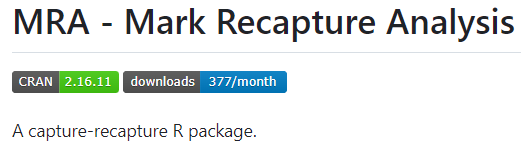 MRA - Mark Recapture Analysis
CRAN 2.16.11 downloads 377/month
A capture-recapture R package.